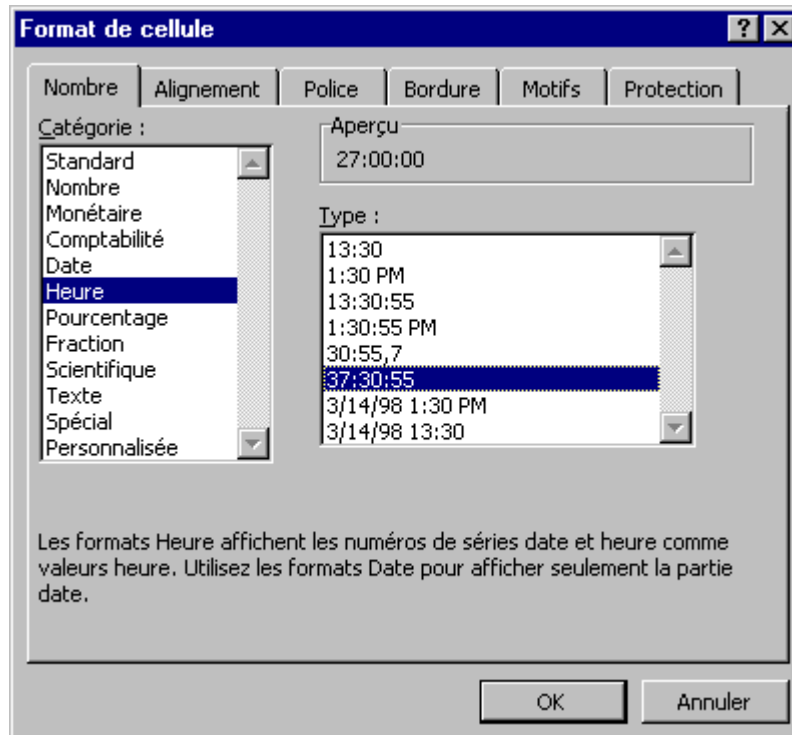 Format de cellule
Nombre Alignement Police Bordure Motifs Protection
Catégorie :
Standard
Nombre
Monétaire
Comptabilité
Date
Heure
Pourcentage
Fraction
Scientifique
Texte
Spécial
Personnalisée
Aperçu
27:00:00
Type :
13:30
1:30 PM
13:30:55
1:30:55 PM
30:55,7
37:30:55
3/14/98 1:30 PM
3/14/98 13:30
Les formats Heure affichent les numéros de séries date et heure comme
valeurs heure. Utilisez les formats Date pour afficher seulement la partie
date.
OK Annuler